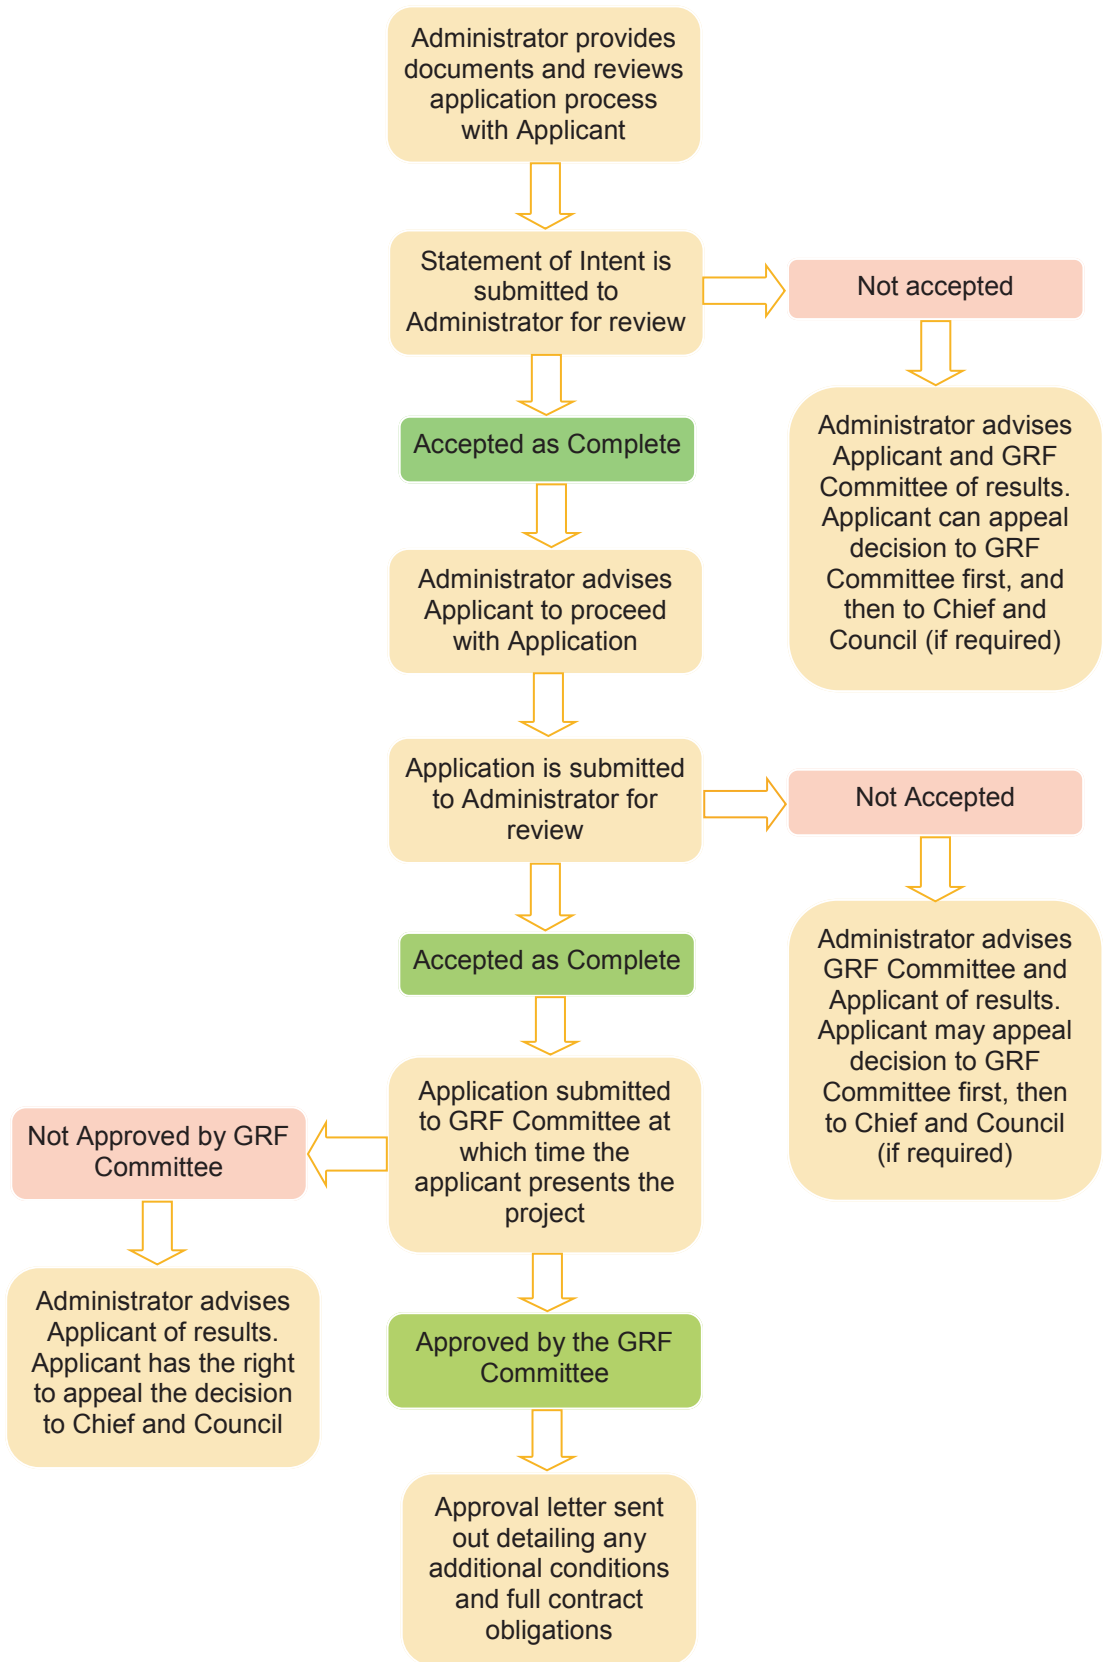 Administrator provides
documents and reviews
application process
with Applicant
Statement of Intent is
submitted to
Administrator for review
Not accepted
Administrator advises
Applicant and GRF
Committee of results.
Applicant can appeal
decision to GRF
Committee first, and
then to Chief and
Council (if required)
Accepted as Complete
Administrator advises
Applicant to proceed
with Application
Application is submitted
to Administrator for
review
Not Accepted
Administrator advises
GRF Committee and
Applicant of results.
Applicant may appeal
decision to GRF
Committee first, then
to Chief and Council
(if required)
Accepted as Complete
Application submitted
to GRF Committee at
which time the
applicant presents the
project
Not Approved by GRF
Committee
Administrator advises
Applicant of results.
Applicant has the right
to appeal the decision
to Chief and Council
Approved by the GRF
Committee
Approval letter sent
out detailing any
additional conditions
and full contract
obligations